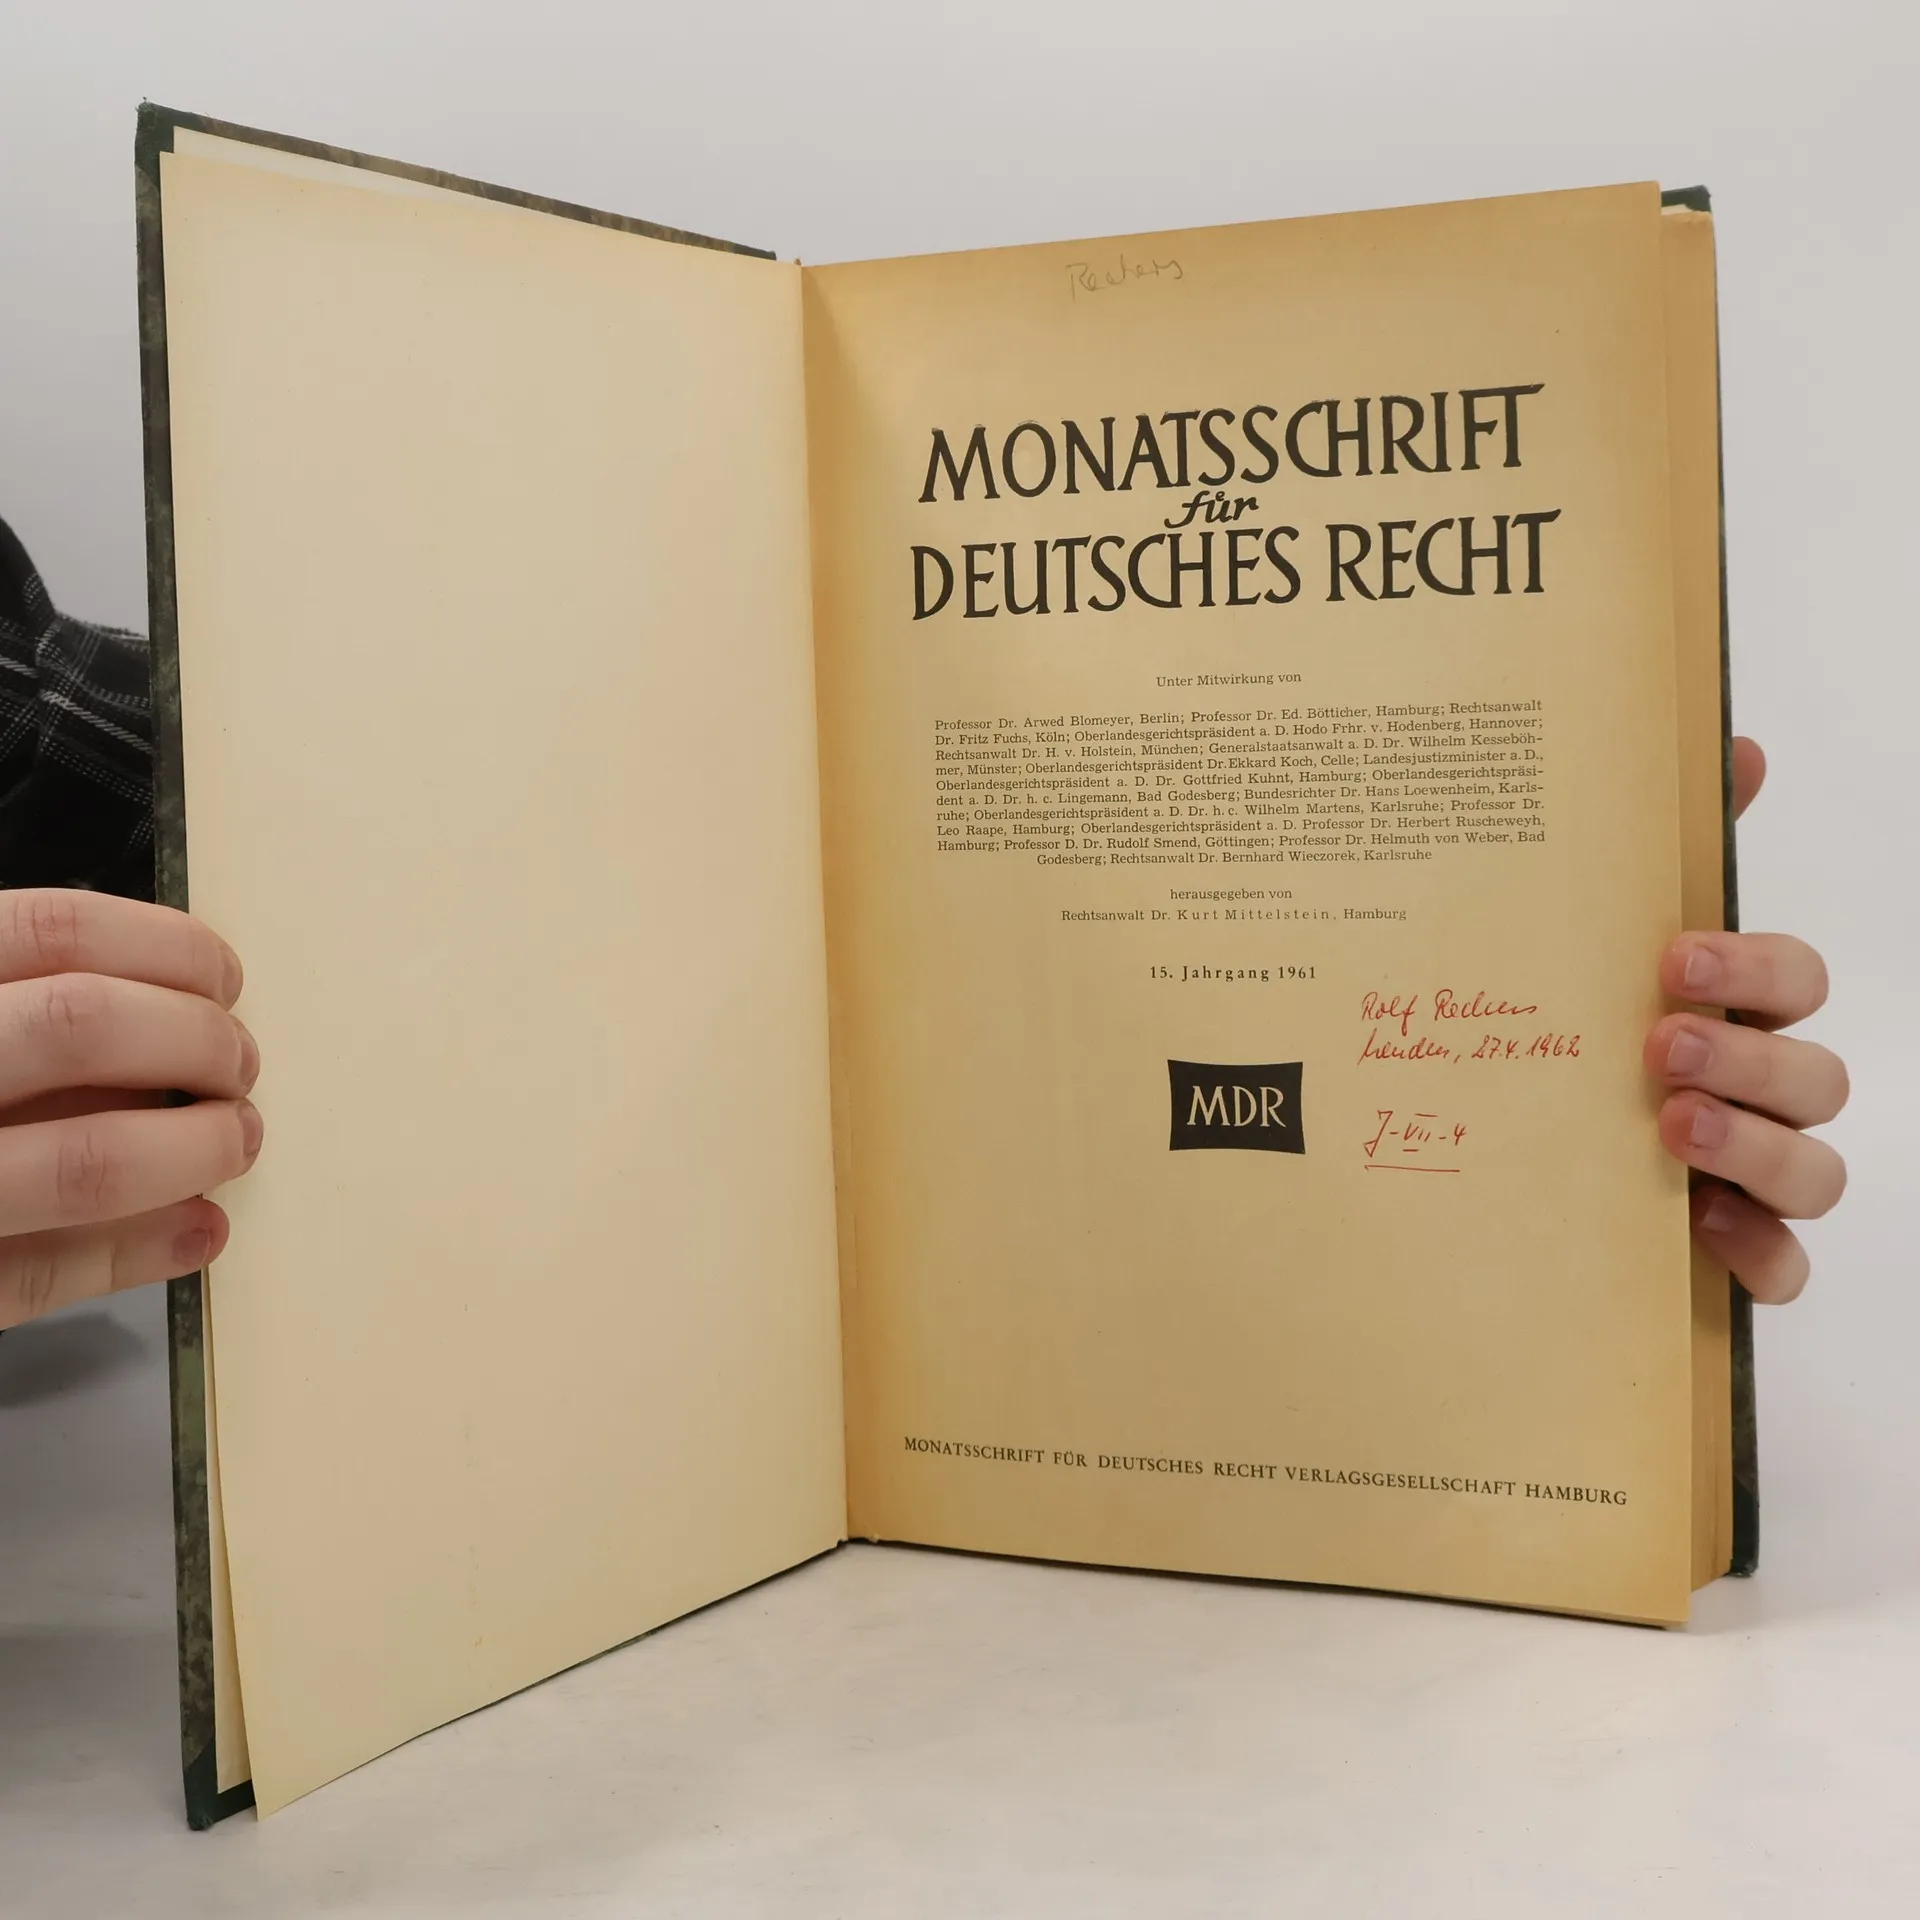 MONATSSCHRIFT
für
DEUTSCHES RECHT
Unter Mitwirkung von
Professor Dr. Arwed Blomeyer, Berlin; Professor Dr. Ed. Bötticher, Hamburg; Rechtsanwalt
Dr. Fritz Fuchs, Köln; Oberlandesgerichtspräsident a. D. Hodo Frhr. v. Hodenberg, Hannover;
Rechtsanwalt Dr. H. v. Holstein, München; Generalstaatsanwalt a. D. Dr. Wilhelm Kesseböh-
mer, Münster; Oberlandesgerichtspräsident Dr. Ekkard Koch, Celle; Landesjustizminister a. D.,
Oberlandesgerichtspräsident a. D. Dr. Gottfried Kuhnt, Hamburg; Oberlandesgerichtspräsi-
dent a. D. Dr. h. c. Lingemann, Bad Godesberg; Bundesrichter Dr. Hans Loewenheim, Karls-
ruhe; Oberlandesgerichtspräsident a. D. Dr. h. c. Wilhelm Martens, Karlsruhe; Professor Dr.
Leo Raape, Hamburg; Oberlandesgerichtspräsident a. D. Professor Dr. Herbert Ruscheweyh,
Hamburg; Professor D. Dr. Rudolf Smend, Göttingen; Professor Dr. Helmuth von Weber, Bad
Godesberg; Rechtsanwalt Dr. Bernhard Wieczorek, Karlsruhe
herausgegeben von
Rechtsanwalt Dr. Kurt Mittelstein, Hamburg
15. Jahrgang 1961
Rolf
27.4.1962
MDR
J-VII-4
MONATSSCHRIFT FÜR DEUTSCHES RECHT VERLAGSGESELLSCHAFT HAMBURG